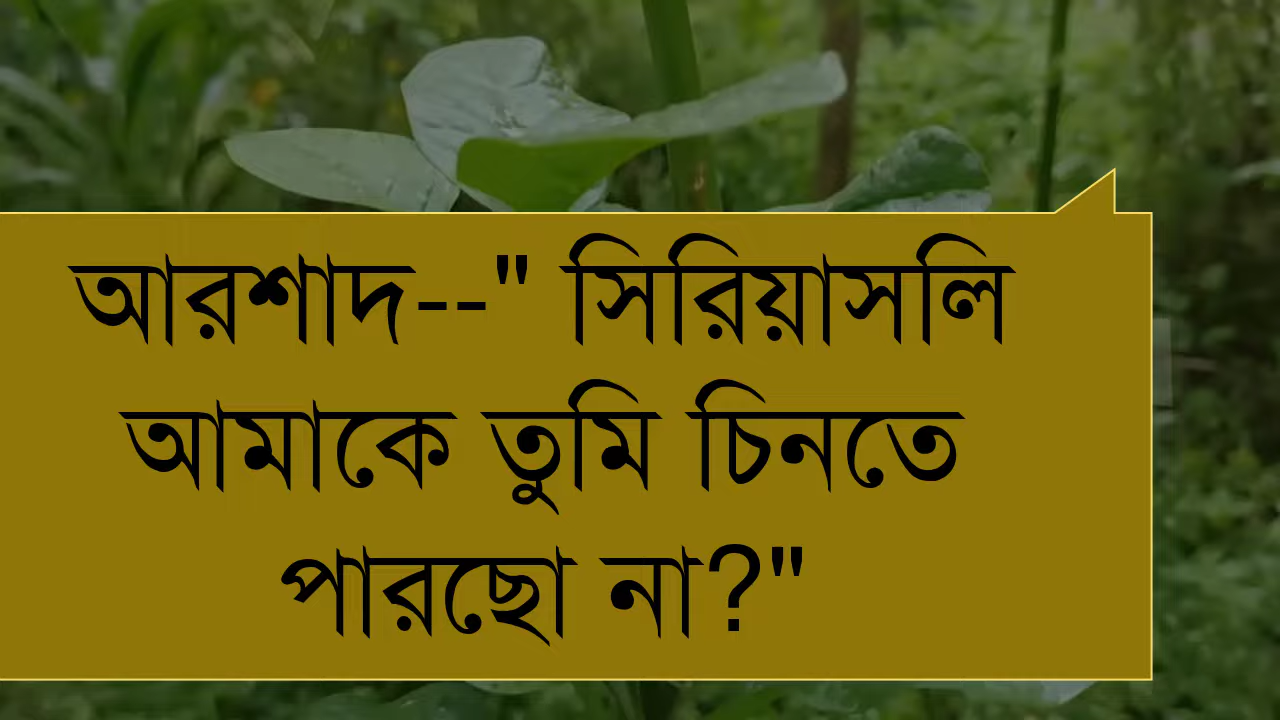 আরশাদ--" সিরিয়াসলি
আমাকে তুমি চিনতে
পারছো না?"